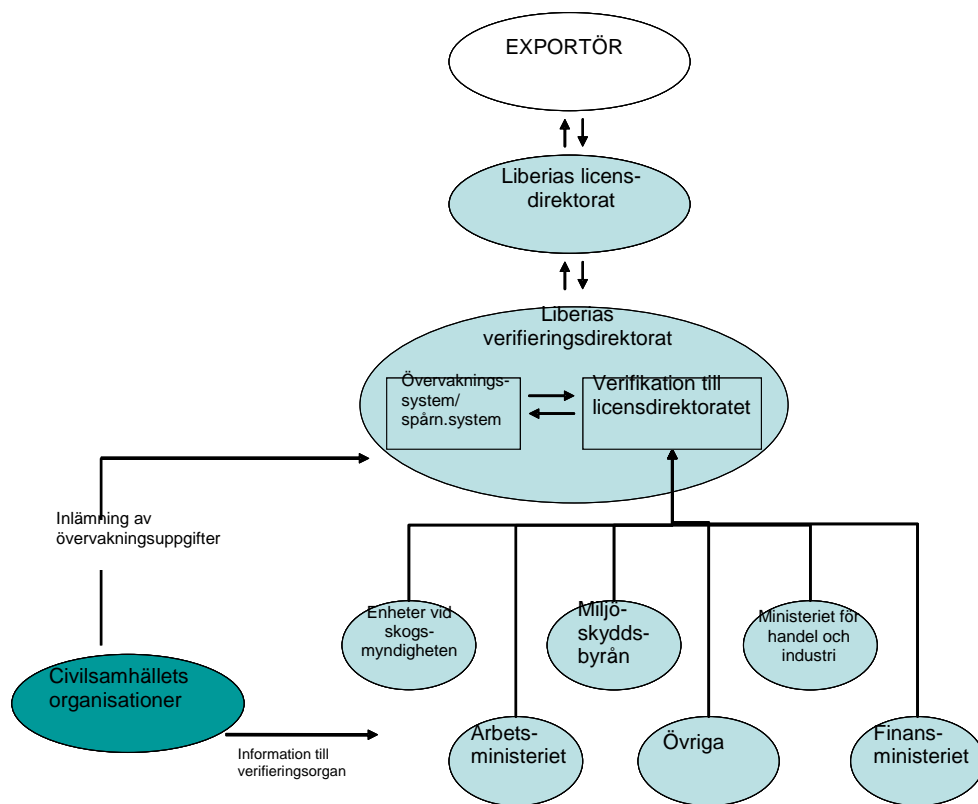 EXPORTÖR
Liberias licens-
direktorat
Liberias
verifieringsdirektorat
Övervaknings-
system/
spårn.system
Verifikation till
licensdirektoratet
Inlämning av
övervakningsuppgifter
Enheter vid
skogs-
myndigheten
Miljö-
skydds-
byrån
Ministeriet för
handel och
industri
Civilsamhällets
organisationer
Arbets-
ministeriet
Övriga
Finans-
ministeriet
Information till
verifieringsorgan